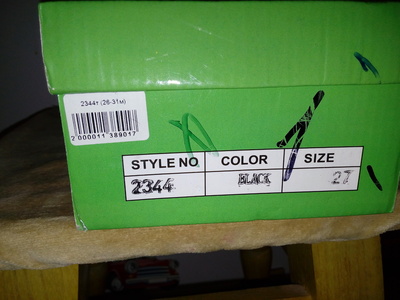 2344т (26-31м)
2 000011 389017
STYLE NO COLOR SIZE
2344 BLACK 27